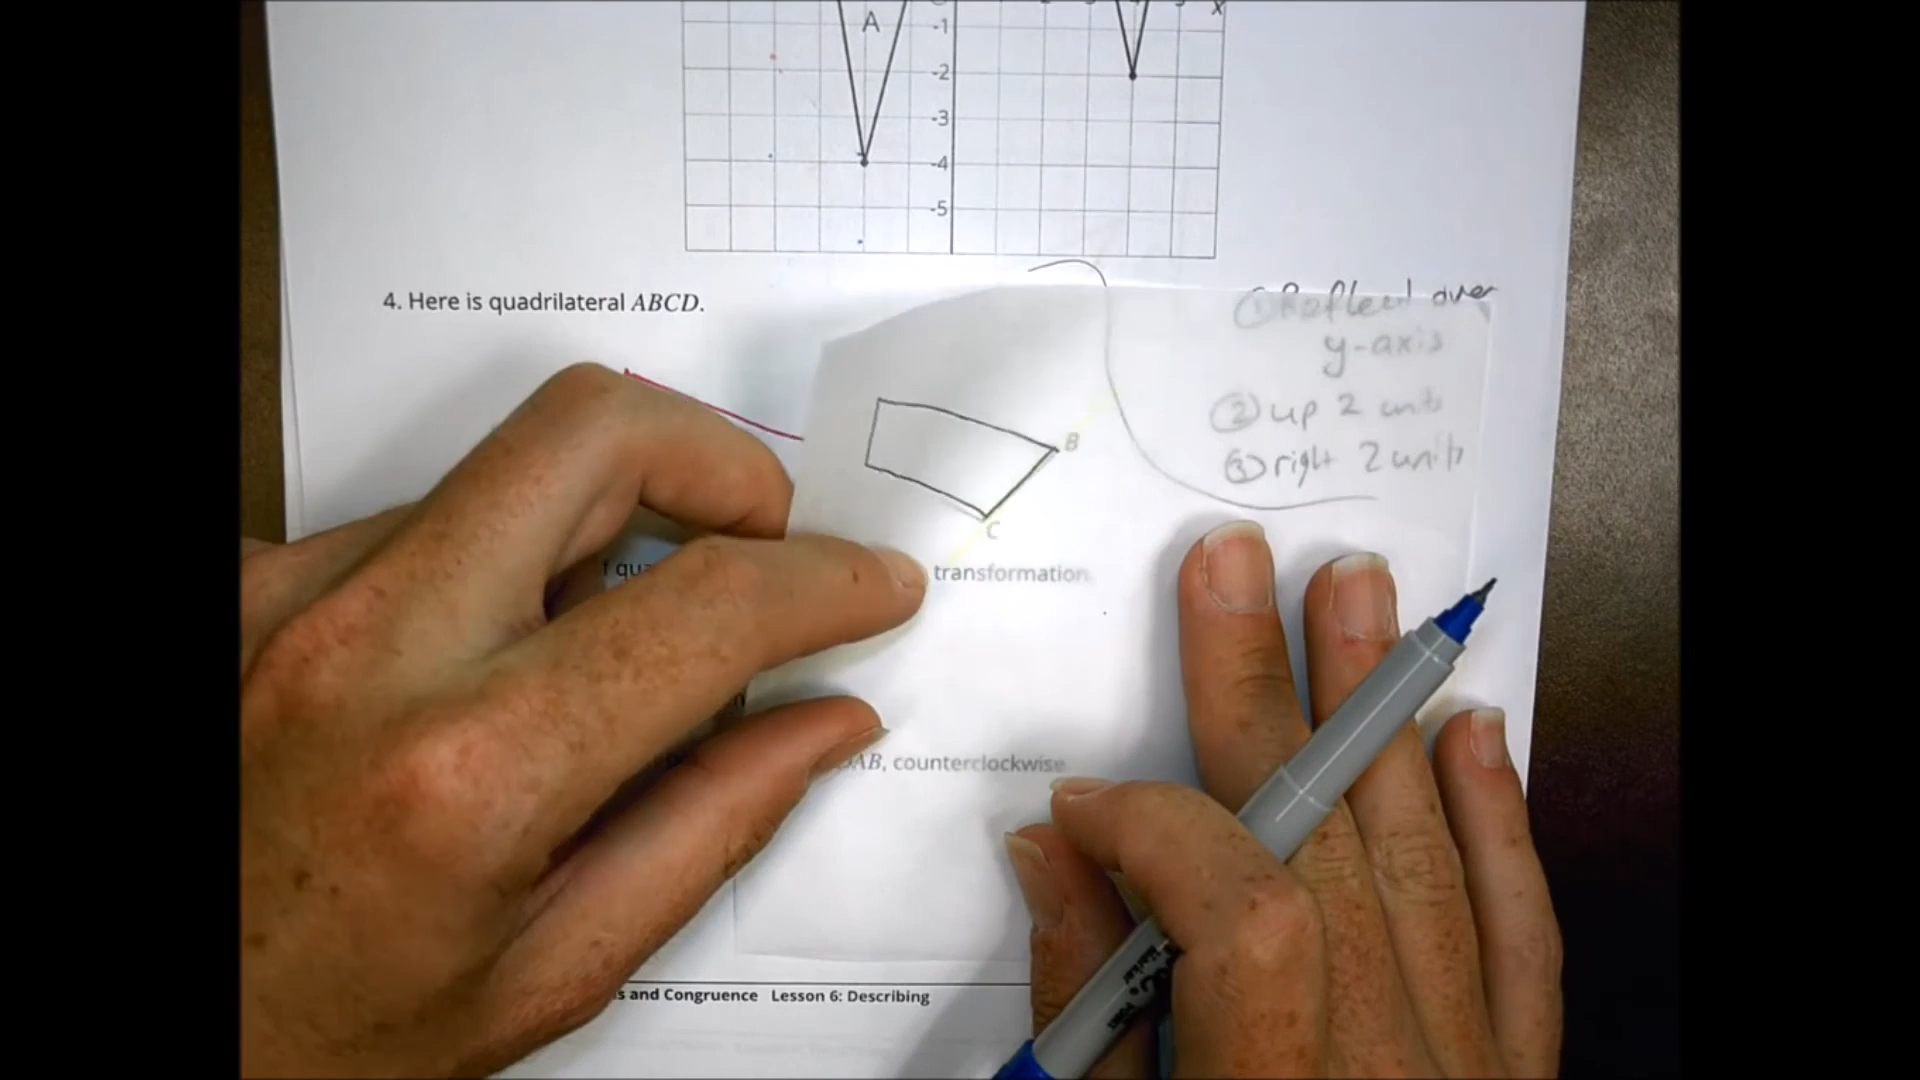 A
-1
x
-2
-3
-4
-5
4. Here is quadrilateral ABCD.
① Reflect over
y-axis
② up 2 units
③ right 2 units
B
C
transformation.
AB, counterclockwise.
and Congruence Lesson 6: Describing